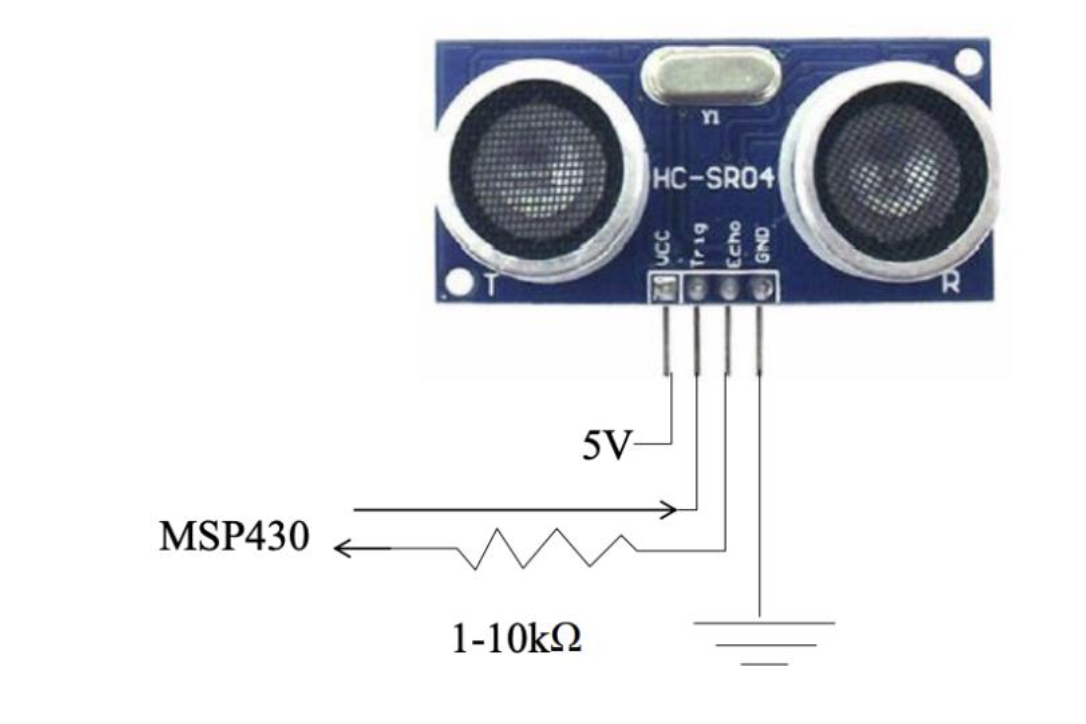 Y1
HC-SR04
VCC
Trig
Echo
GND
T
R
5V
MSP430
1-10kΩ